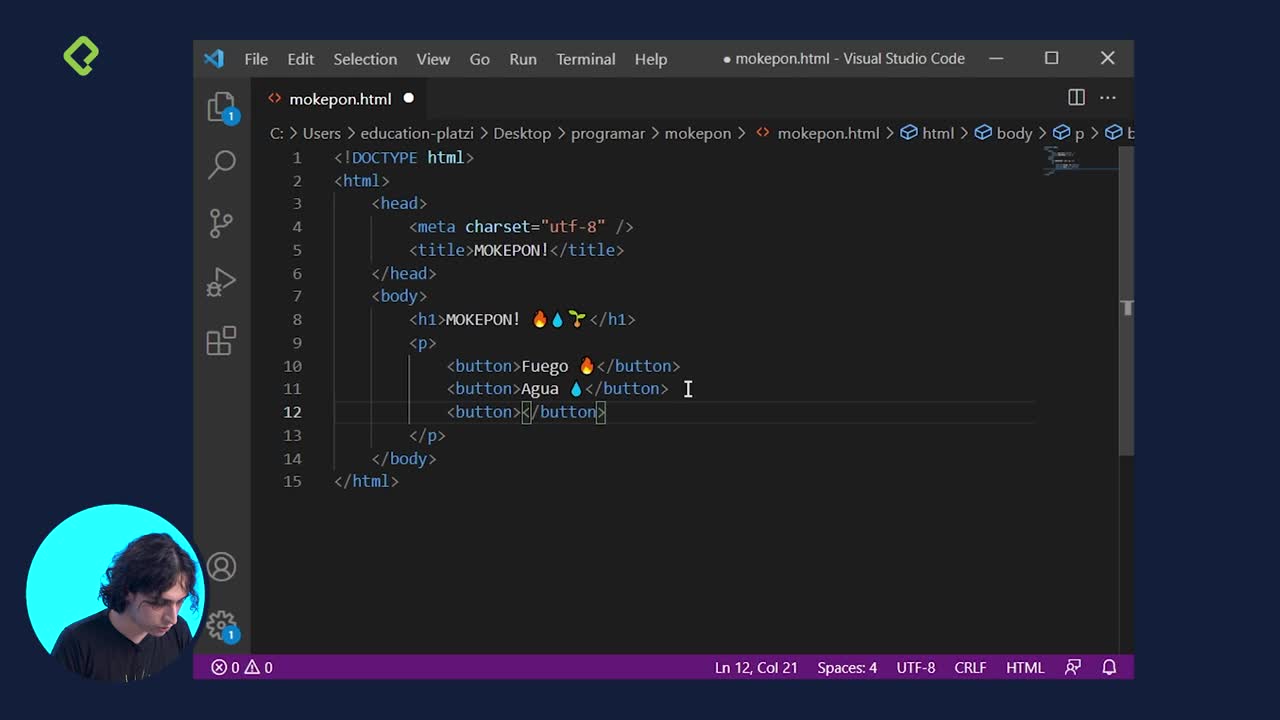 File Edit Selection View Go Run Terminal Help ● mokepon.html - Visual Studio Code
mokepon.html ●
1
C: > Users > education-platzi > Desktop > programar > mokepon > mokepon.html > html > body > p > b
1 <!DOCTYPE html>
2 <html>
3 <head>
4 <meta charset="utf-8" />
5 <title>MOKEPON!</title>
6 </head>
7 <body>
8 <h1>MOKEPON! 🔥💧🌱</h1>
9 <p>
10 <button>Fuego 🔥</button>
11 <button>Agua 💧</button>
12 <button></button>
13 </p>
14 </body>
15 </html>
1
0 0 Ln 12, Col 21 Spaces: 4 UTF-8 CRLF HTML